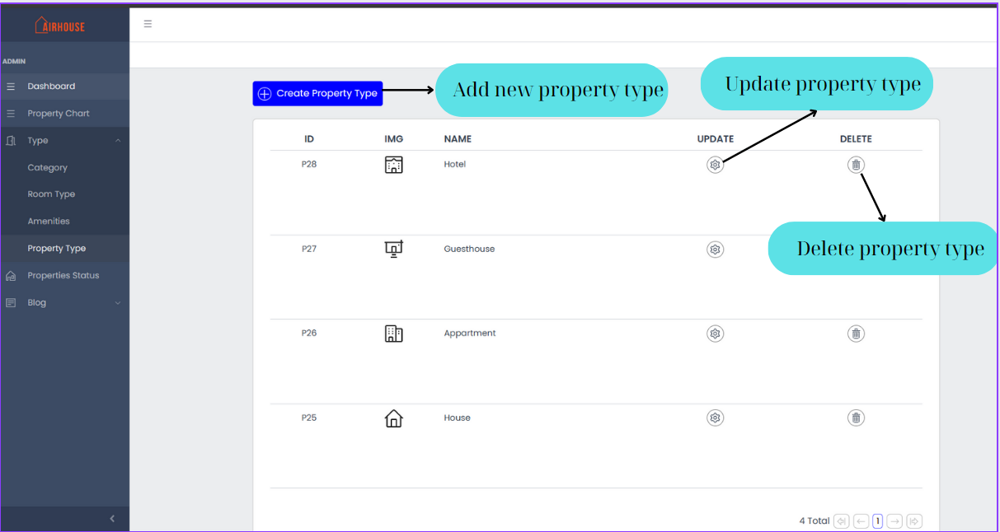 AIRHOUSE
ADMIN
Dashboard
Property Chart
Type
Category
Room Type
Amenities
Property Type
Properties Status
Blog
Create Property Type
Add new property type
Update property type
ID IMG NAME UPDATE DELETE
P28 Hotel
Delete property type
P27 Guesthouse
P26 Appartment
P25 House
4 Total 1